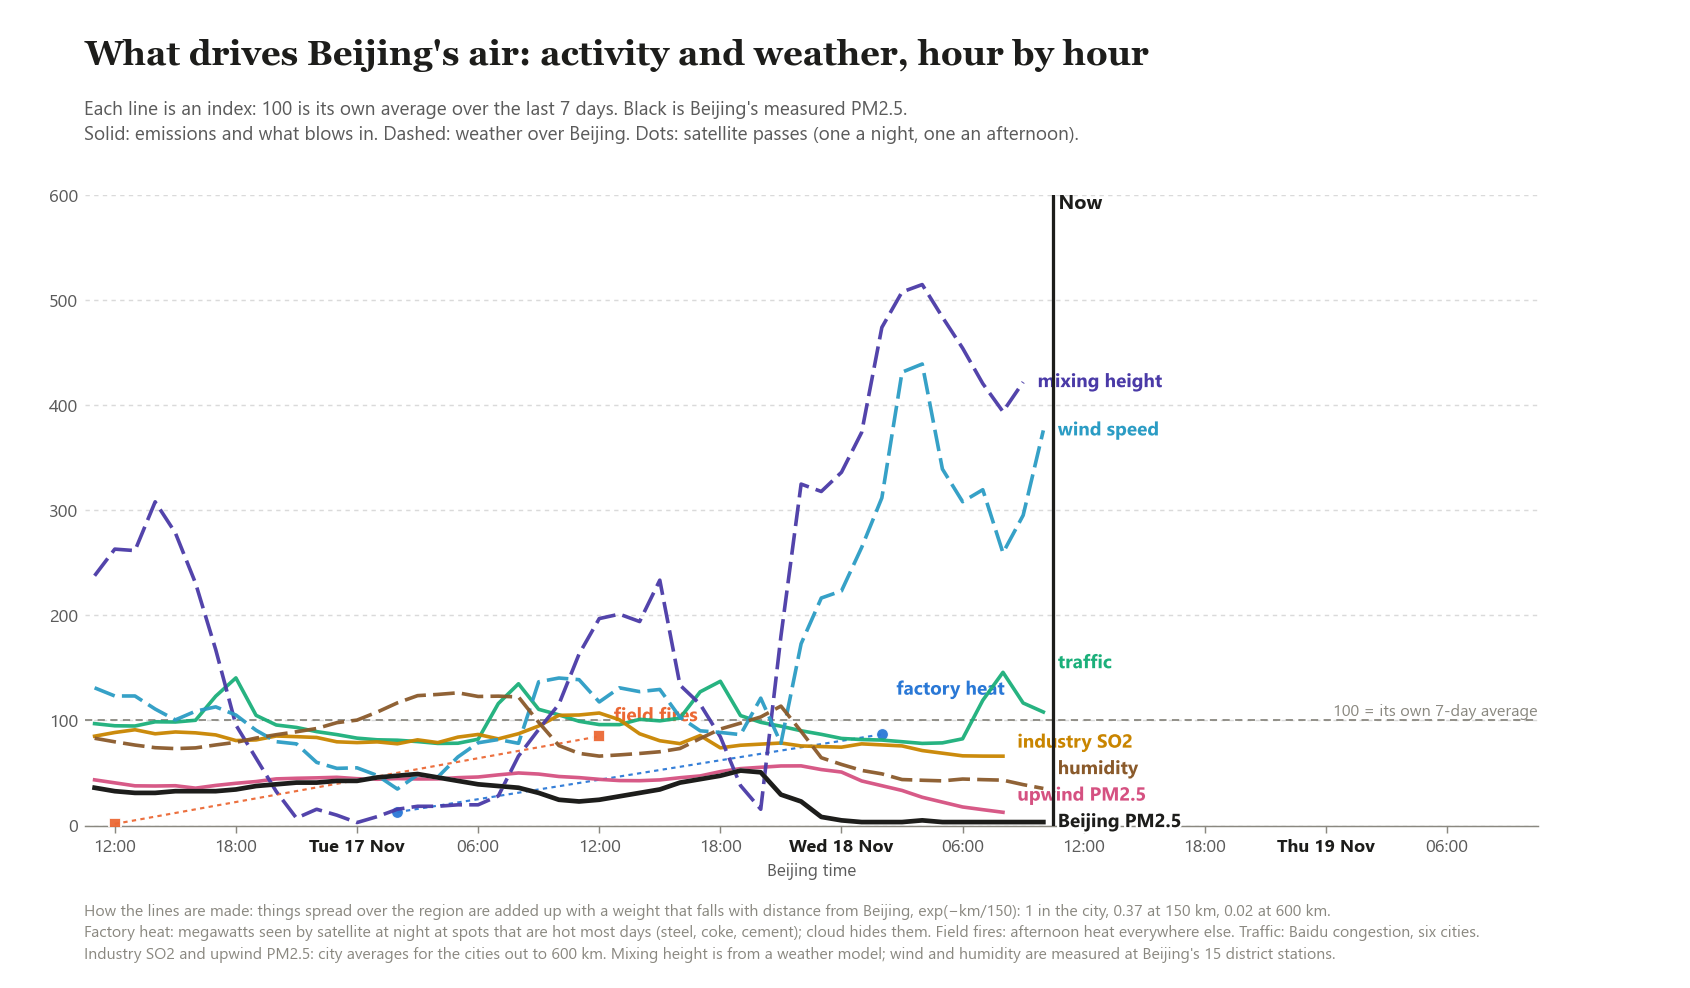 What drives Beijing's air: activity and weather, hour by hour
Each line is an index: 100 is its own average over the last 7 days. Black is Beijing's measured PM2.5.
Solid: emissions and what blows in. Dashed: weather over Beijing. Dots: satellite passes (one a night, one an afternoon).
600
Now
500
mixing height
400
wind speed
300
200
traffic
factory heat
field fires
100 = its own 7-day average
100
industry SO2
humidity
upwind PM2.5
Beijing PM2.5
0
12:00 18:00 Tue 17 Nov 06:00 12:00 18:00 Wed 18 Nov 06:00 12:00 18:00 Thu 19 Nov 06:00
Beijing time
How the lines are made: things spread over the region are added up with a weight that falls with distance from Beijing, exp(−km/150): 1 in the city, 0.37 at 150 km, 0.02 at 600 km.
Factory heat: megawatts seen by satellite at night at spots that are hot most days (steel, coke, cement); cloud hides them. Field fires: afternoon heat everywhere else. Traffic: Baidu congestion, six cities.
Industry SO2 and upwind PM2.5: city averages for the cities out to 600 km. Mixing height is from a weather model; wind and humidity are measured at Beijing's 15 district stations.